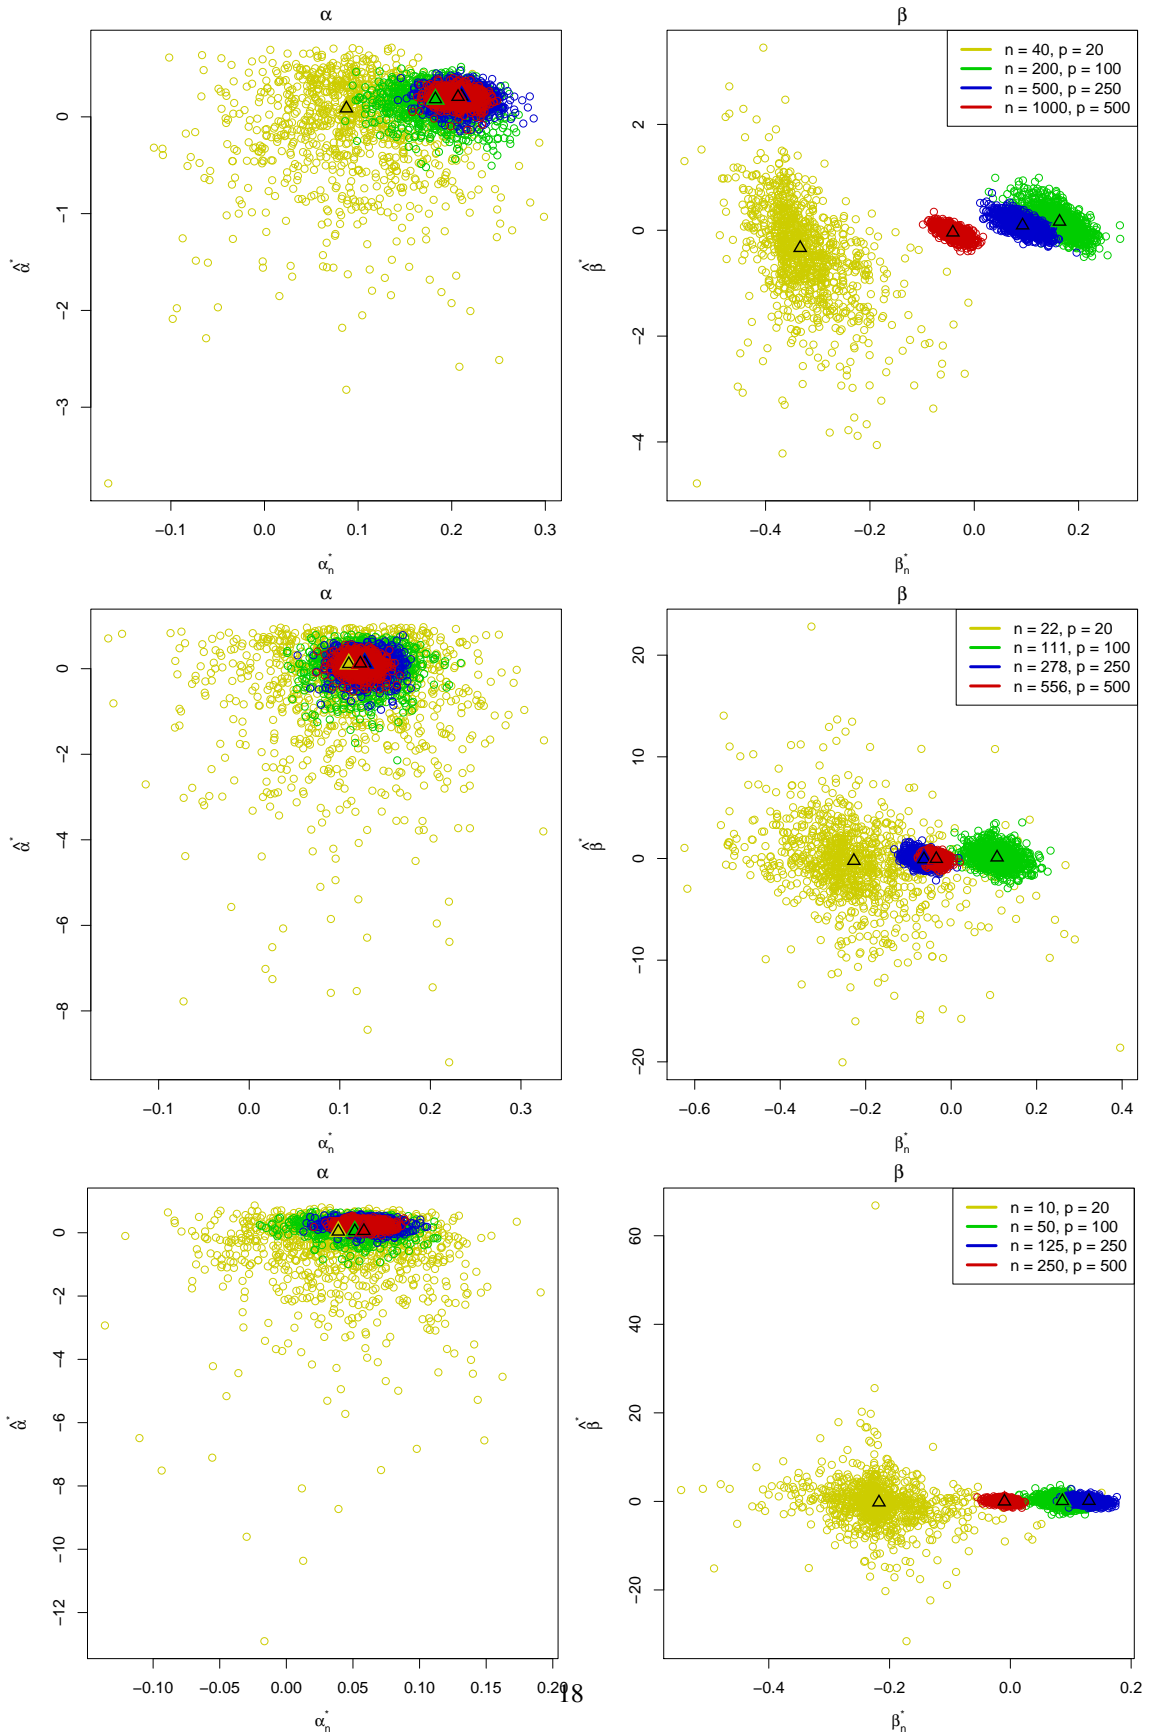 α
0
−1
−2
−3
α̂*
−0.1 0.0 0.1 0.2 0.3
αₙ*
β
n = 40, p = 20
n = 200, p = 100
n = 500, p = 250
n = 1000, p = 500
2
0
−2
−4
β̂*
−0.4 −0.2 0.0 0.2
βₙ*
α
0
−2
−4
−6
−8
α̂*
−0.1 0.0 0.1 0.2 0.3
αₙ*
β
n = 22, p = 20
n = 111, p = 100
n = 278, p = 250
n = 556, p = 500
20
10
0
−10
−20
β̂*
−0.6 −0.4 −0.2 0.0 0.2 0.4
βₙ*
α
0
−2
−4
−6
−8
−10
−12
α̂*
−0.10 −0.05 0.00 0.05 0.10 0.15 0.20
αₙ*
β
n = 10, p = 20
n = 50, p = 100
n = 125, p = 250
n = 250, p = 500
60
40
20
0
−20
β̂*
−0.4 −0.2 0.0 0.2
βₙ*
18